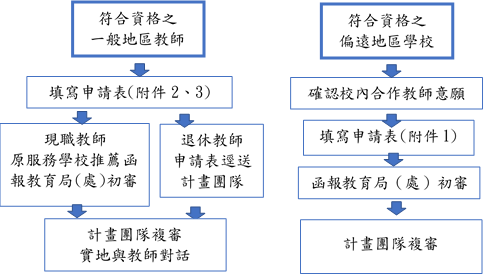 符合資格之
一般地區教師
填寫申請表(附件2、3)
現職教師
原服務學校推薦函
報教育局(處)初審
退休教師
申請表逕送
計畫團隊
計畫團隊複審
實地與教師對話
符合資格之
偏遠地區學校
確認校內合作教師意願
填寫申請表(附件1)
函報教育局（處）初審
計畫團隊複審